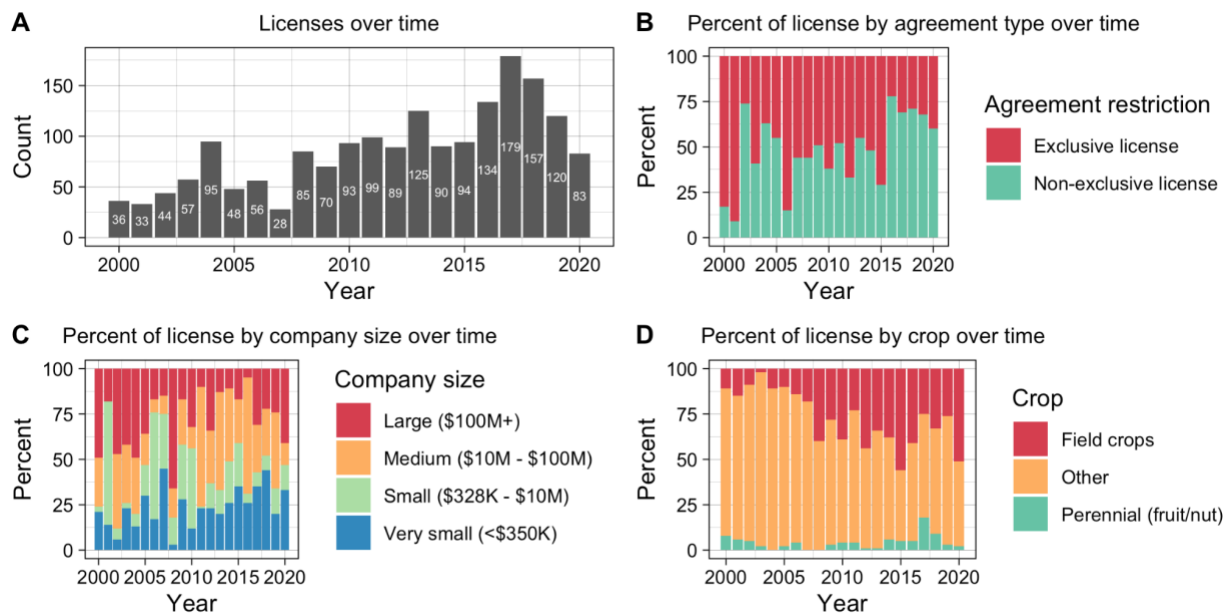 A
Licenses over time
Count
150
100
50
0
36 33 44 57 95 48 56 28 85 70 93 99 89 125 90 94 134 179 157 120 83
2000 2005 2010 2015 2020
Year
B
Percent of license by agreement type over time
Percent
100
75
50
25
0
2000 2005 2010 2015 2020
Year
Agreement restriction
Exclusive license
Non-exclusive license
C
Percent of license by company size over time
Percent
100
75
50
25
0
2000 2005 2010 2015 2020
Year
Company size
Large ($100M+)
Medium ($10M - $100M)
Small ($328K - $10M)
Very small (<$350K)
D
Percent of license by crop over time
Percent
100
75
50
25
0
2000 2005 2010 2015 2020
Year
Crop
Field crops
Other
Perennial (fruit/nut)